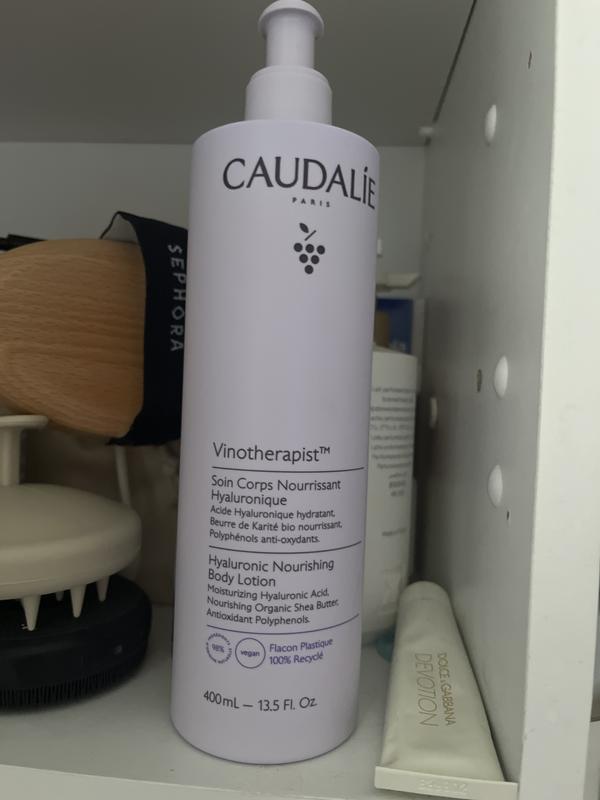 CAUDALÍE
PARIS
SEPHORA
Vinotherapist™
Soin Corps Nourrissant
Hyaluronique
Acide Hyaluronique hydratant,
Beurre de Karité bio nourrissant,
Polyphénols anti-oxydants.
Hyaluronic Nourishing
Body Lotion
Moisturizing Hyaluronic Acid,
Nourishing Organic Shea Butter,
Antioxidant Polyphenols.
98%
vegan
Flacon Plastique
100% Recyclé
400mL — 13.5 Fl. Oz.
DOLCE & GABBANA
DEVOTION